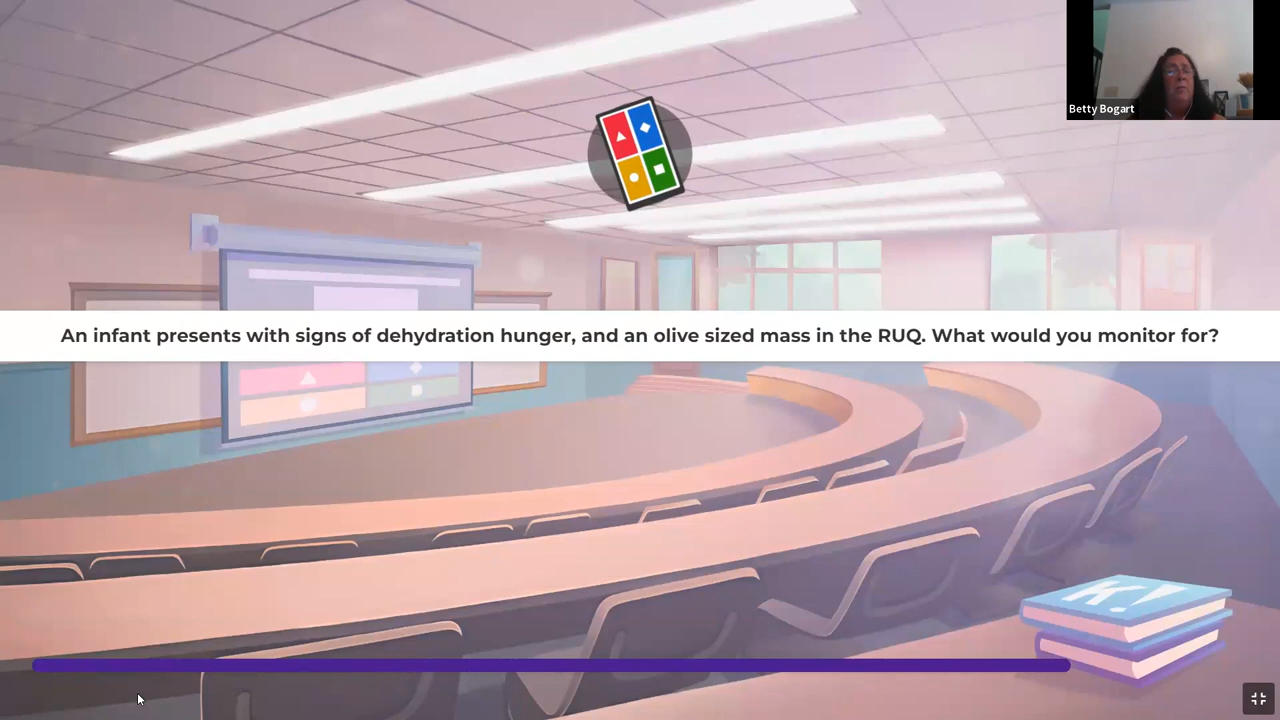 Betty Bogart
An infant presents with signs of dehydration hunger, and an olive sized mass in the RUQ. What would you monitor for?
K!